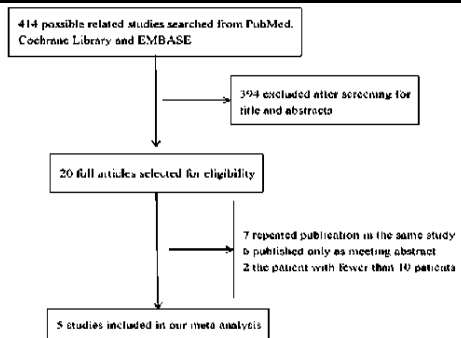 414 possible related studies searched from PubMed,
Cochrane Library and EMBASE
394 excluded after screening for
title and abstracts
20 full articles selected for eligibility
7 repeated publication in the same study
6 published only as meeting abstract
2 the patient with fewer than 10 patients
5 studies included in our meta analysis